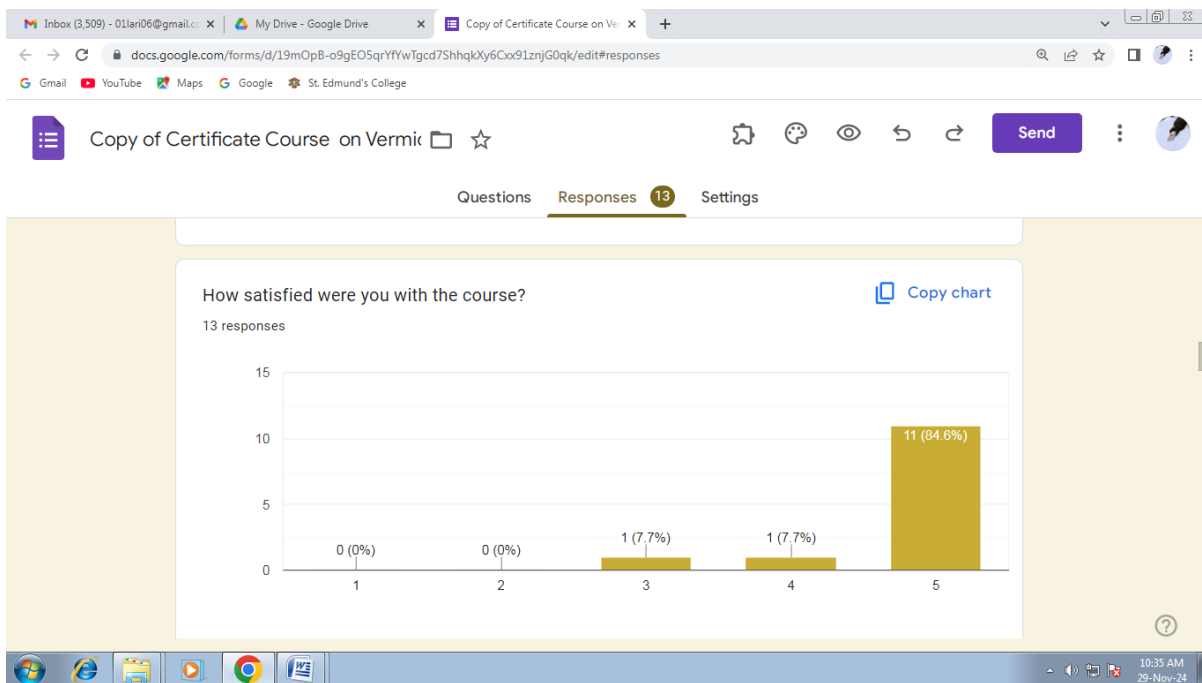 Inbox (3,509) - 01lari06@gmail.co
My Drive - Google Drive
Copy of Certificate Course on Ver
docs.google.com/forms/d/19mOpB-o9gEO5qrYfYwTgcd7ShhqkXy6Cxx91znjG0qk/edit#responses
Gmail YouTube Maps Google St. Edmund's College
Copy of Certificate Course on Vermic
Send
Questions Responses 13 Settings
How satisfied were you with the course?
Copy chart
13 responses
15
10
5
0
0 (0%) 0 (0%) 1 (7.7%) 1 (7.7%) 11 (84.6%)
1 2 3 4 5
10:35 AM
29-Nov-24